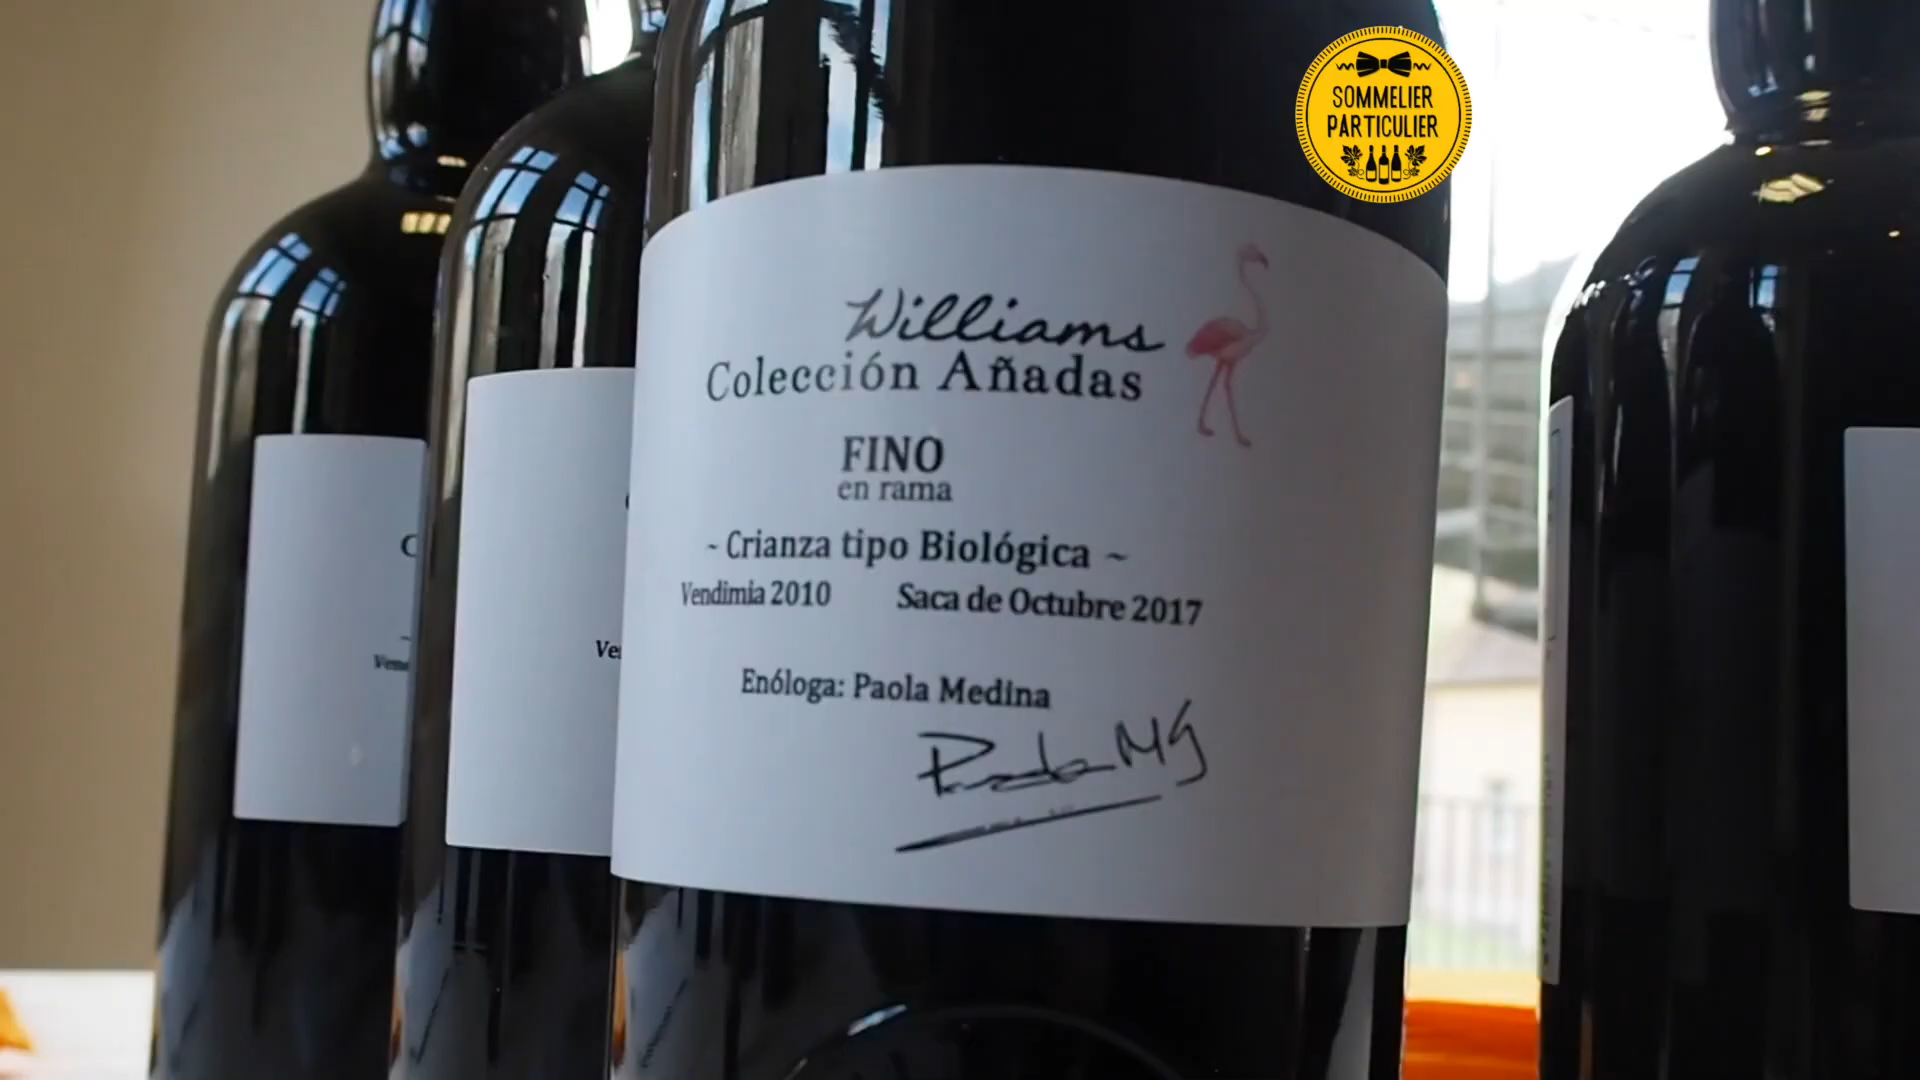 SOMMELIER
PARTICULIER
Williams
Colección Añadas
FINO
en rama
~ Crianza tipo Biológica ~
Vendimia 2010 Saca de Octubre 2017
Enóloga: Paola Medina